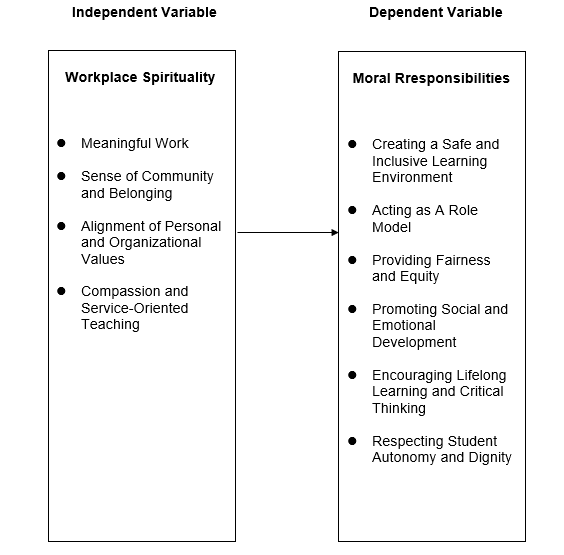 Independent Variable
Dependent Variable
Workplace Spirituality
● Meaningful Work
● Sense of Community
and Belonging
● Alignment of Personal
and Organizational
Values
● Compassion and
Service-Oriented
Teaching
Moral Rresponsibilities
● Creating a Safe and
Inclusive Learning
Environment
● Acting as A Role
Model
● Providing Fairness
and Equity
● Promoting Social and
Emotional
Development
● Encouraging Lifelong
Learning and Critical
Thinking
● Respecting Student
Autonomy and Dignity